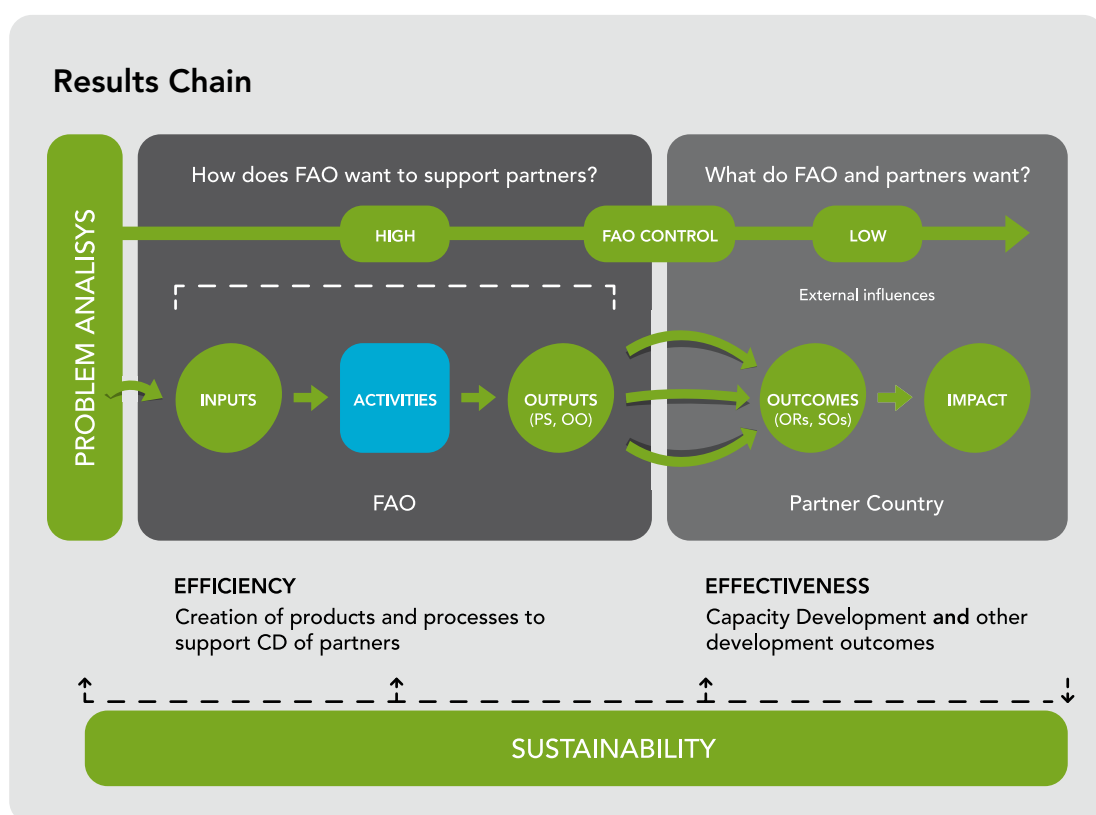 Results Chain
PROBLEM ANALISYS
How does FAO want to support partners?
What do FAO and partners want?
HIGH
FAO CONTROL
LOW
External influences
INPUTS
ACTIVITIES
OUTPUTS
(PS, OO)
OUTCOMES
(ORs, SOs)
IMPACT
FAO
Partner Country
EFFICIENCY
Creation of products and processes to
support CD of partners
EFFECTIVENESS
Capacity Development and other
development outcomes
SUSTAINABILITY